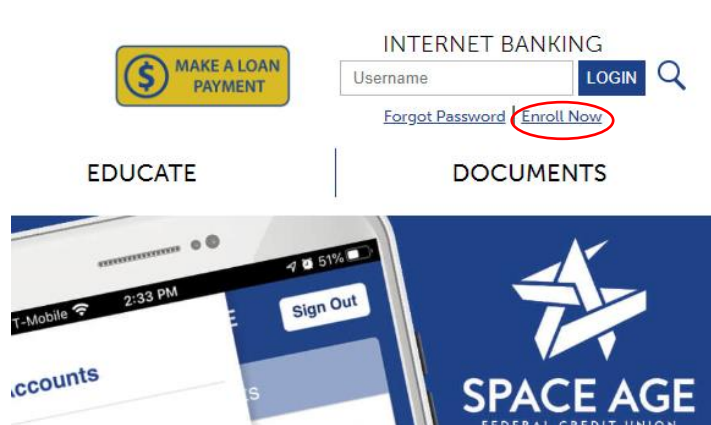 INTERNET BANKING
MAKE A LOAN
PAYMENT
Username
LOGIN
Forgot Password | Enroll Now
EDUCATE
DOCUMENTS
T-Mobile
2:33 PM
51%
Sign Out
ccounts
SPACE AGE
FEDERAL CREDIT UNION